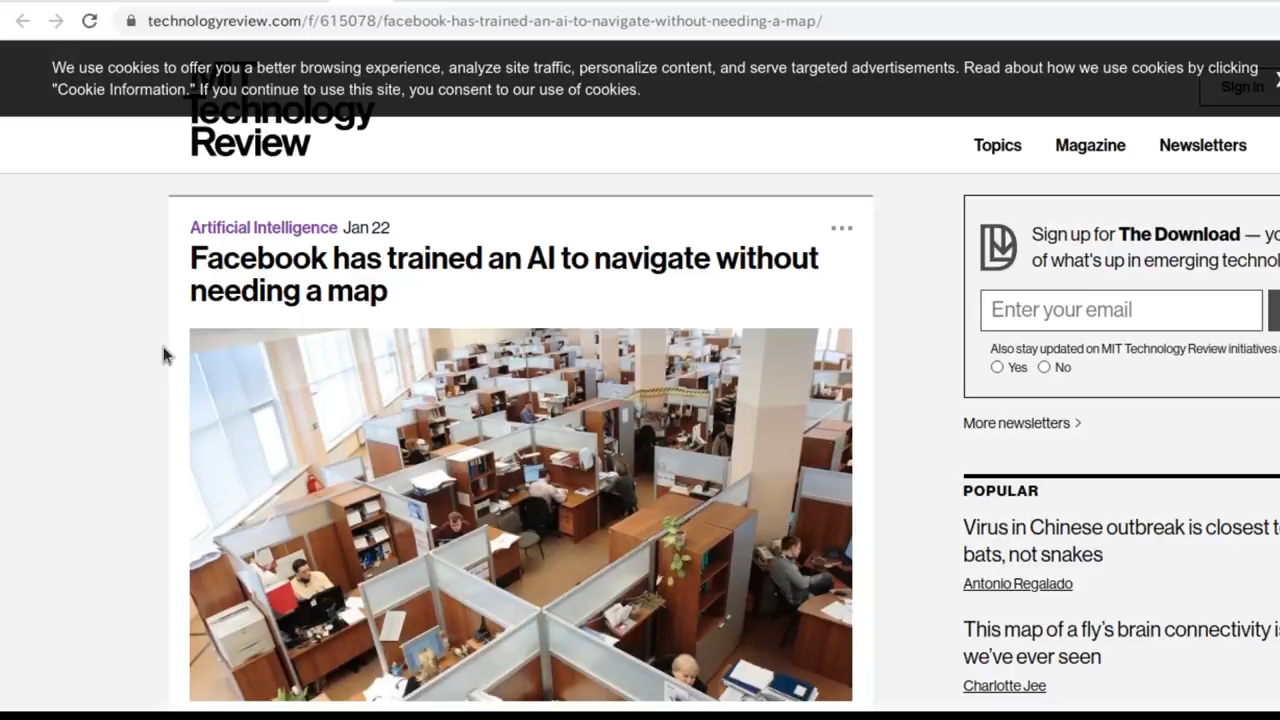 technologyreview.com/f/615078/facebook-has-trained-an-ai-to-navigate-without-needing-a-map/
We use cookies to offer you a better browsing experience, analyze site traffic, personalize content, and serve targeted advertisements. Read about how we use cookies by clicking
"Cookie Information." If you continue to use this site, you consent to our use of cookies.
Sign in
MIT
Technology
Review
Topics Magazine Newsletters
Artificial Intelligence Jan 22
Facebook has trained an AI to navigate without
needing a map
Sign up for The Download —
of what's up in emerging
Enter your email
Also stay updated on MIT Technology Review initiatives
Yes No
More newsletters >
POPULAR
Virus in Chinese outbreak is closest
bats, not snakes
Antonio Regalado
This map of a fly's brain connectivity
we've ever seen
Charlotte Jee